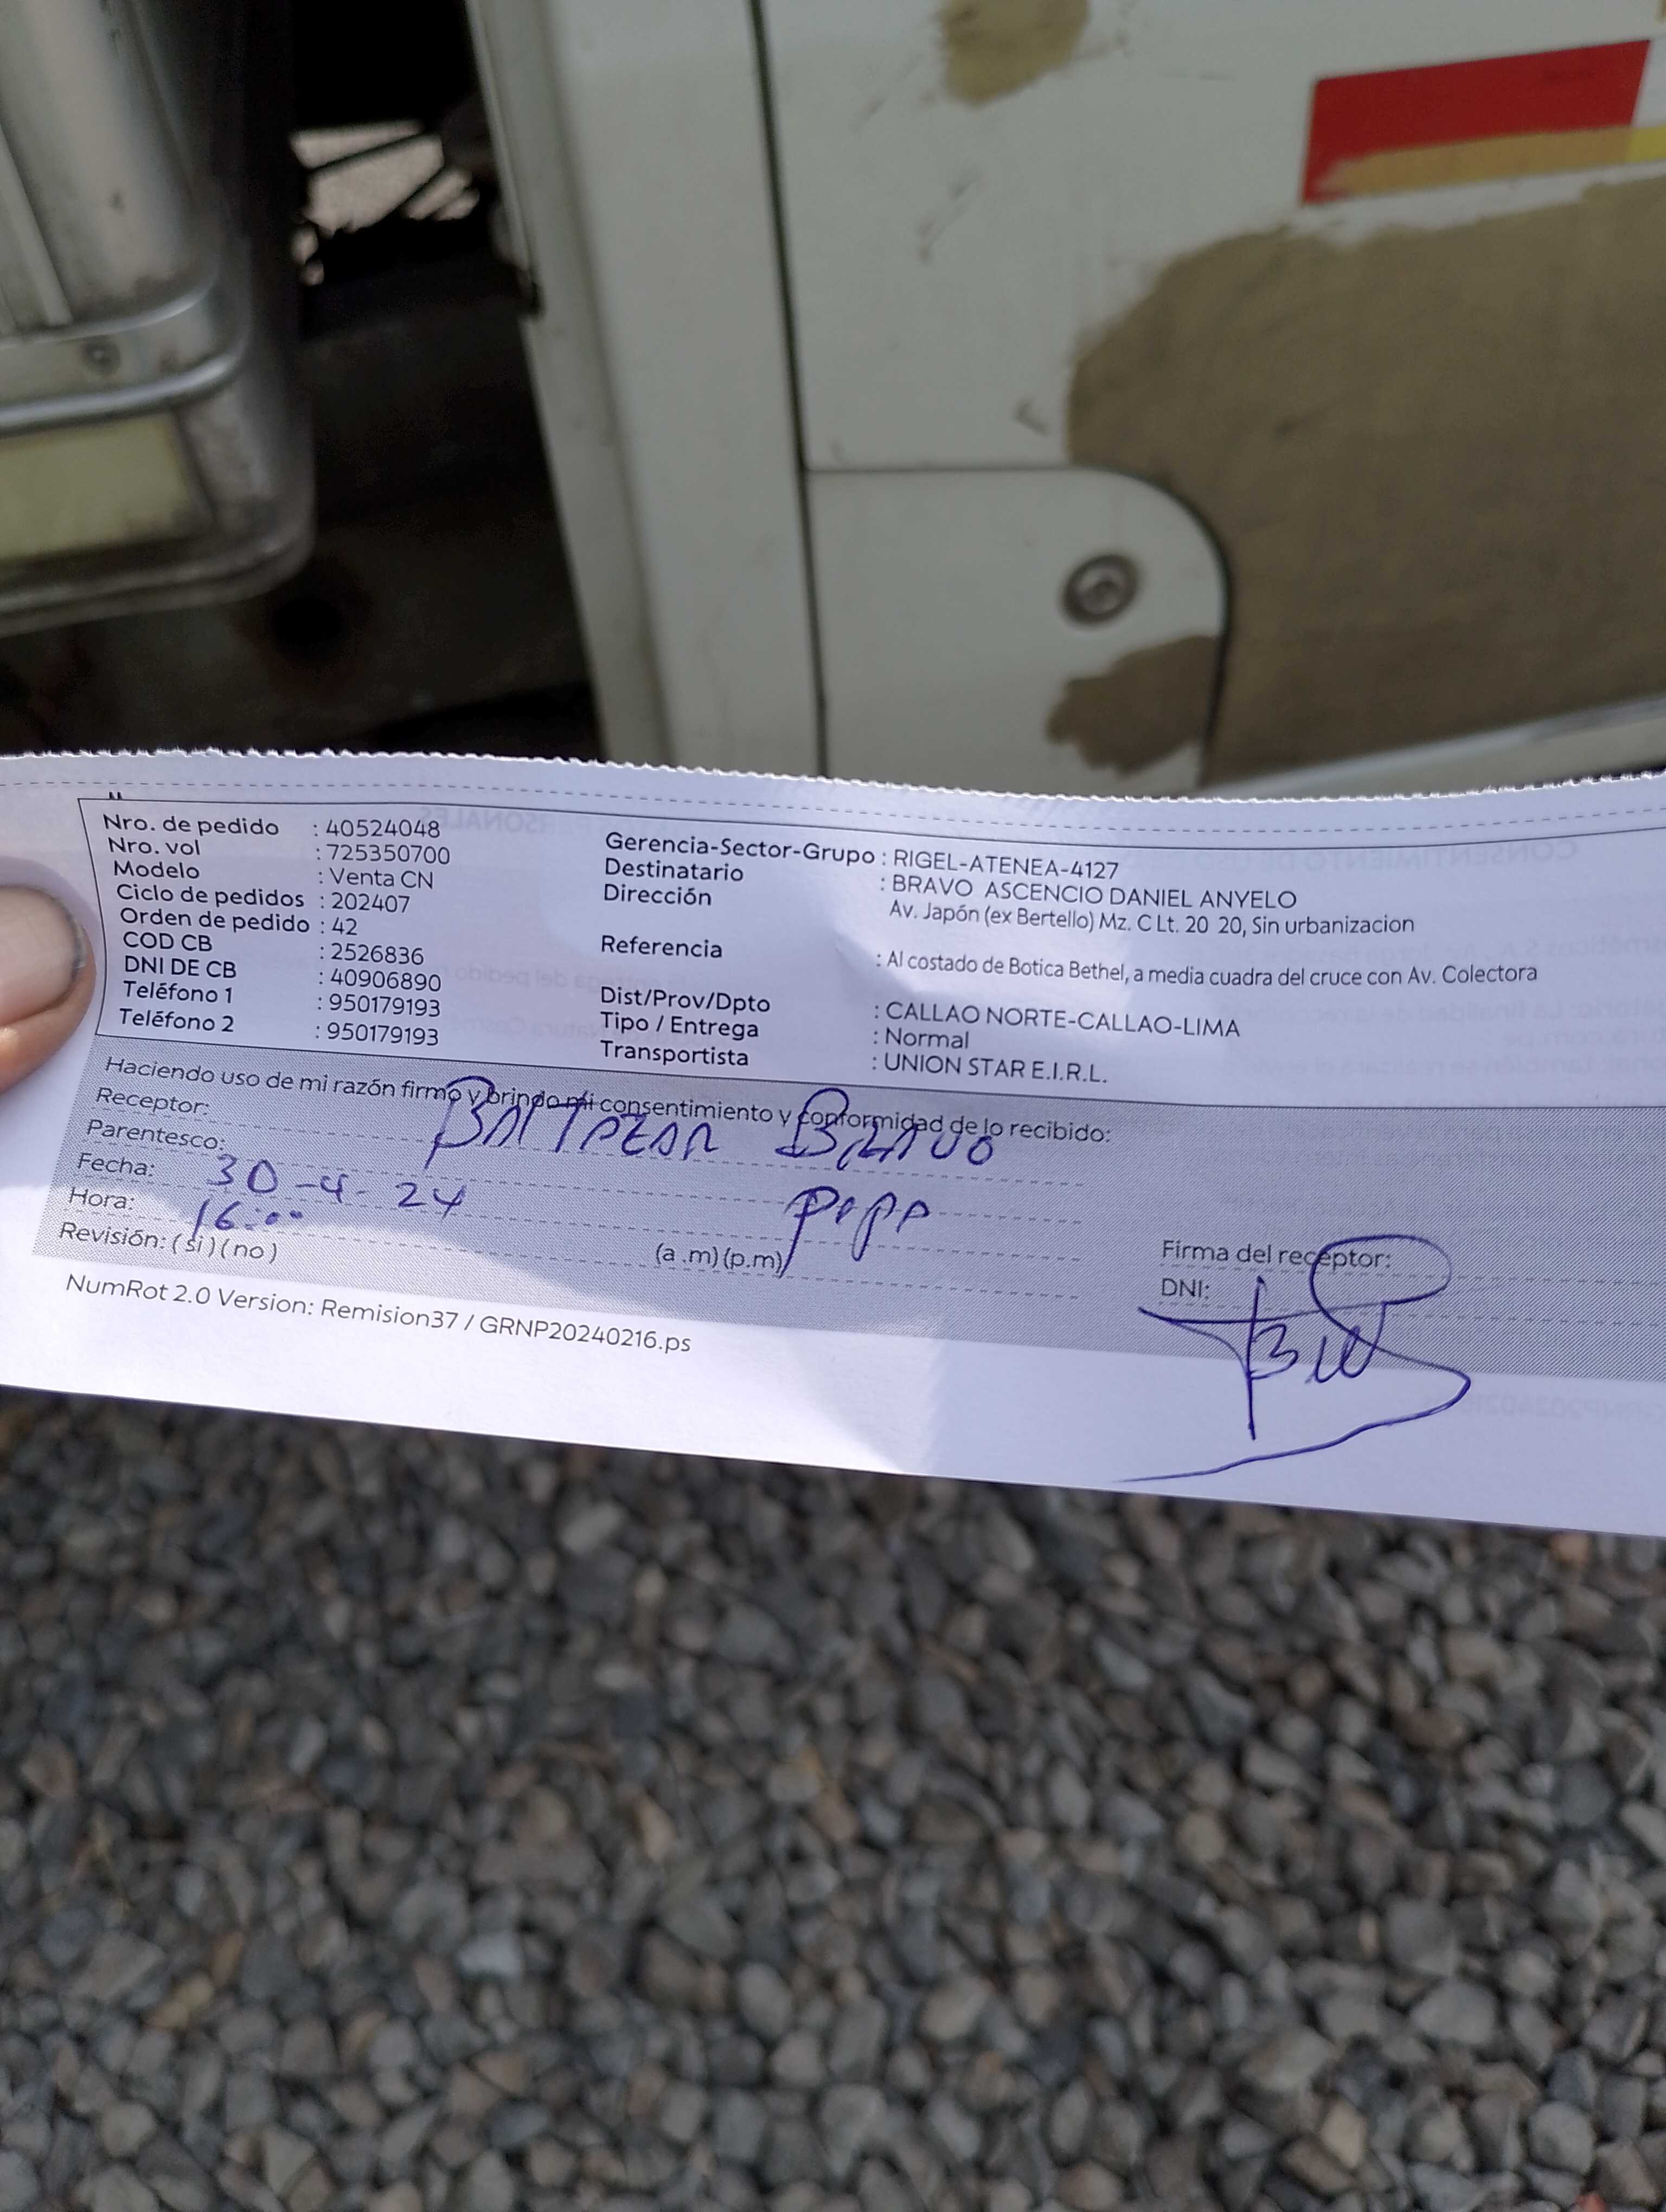 Nro. de pedido : 40524048
Nro. vol : 725350700
Modelo : Venta CN
Ciclo de pedidos : 202407
Orden de pedido : 42
COD CB : 2526836
DNI DE CB : 40906890
Teléfono 1 : 950179193
Teléfono 2 : 950179193
Gerencia-Sector-Grupo : RIGEL-ATENEA-4127
Destinatario : BRAVO ASCENCIO DANIEL ANYELO
Dirección Av. Japón (ex Bertello) Mz. C Lt. 20 20, Sin urbanizacion
Referencia : Al costado de Botica Bethel, a media cuadra del cruce con Av. Colectora
Dist/Prov/Dpto : CALLAO NORTE-CALLAO-LIMA
Tipo / Entrega : Normal
Transportista : UNION STAR E.I.R.L.
Haciendo uso de mi razón firmo y brindo mi consentimiento y conformidad de lo recibido:
Receptor: BALTAZAR BRAVO
Parentesco: PAPA
Fecha: 30-4-24
Hora: 16:00 (a .m) (p.m)
Revisión: ( si ) ( no )
Firma del receptor:
DNI:
NumRot 2.0 Version: Remision37 / GRNP20240216.ps